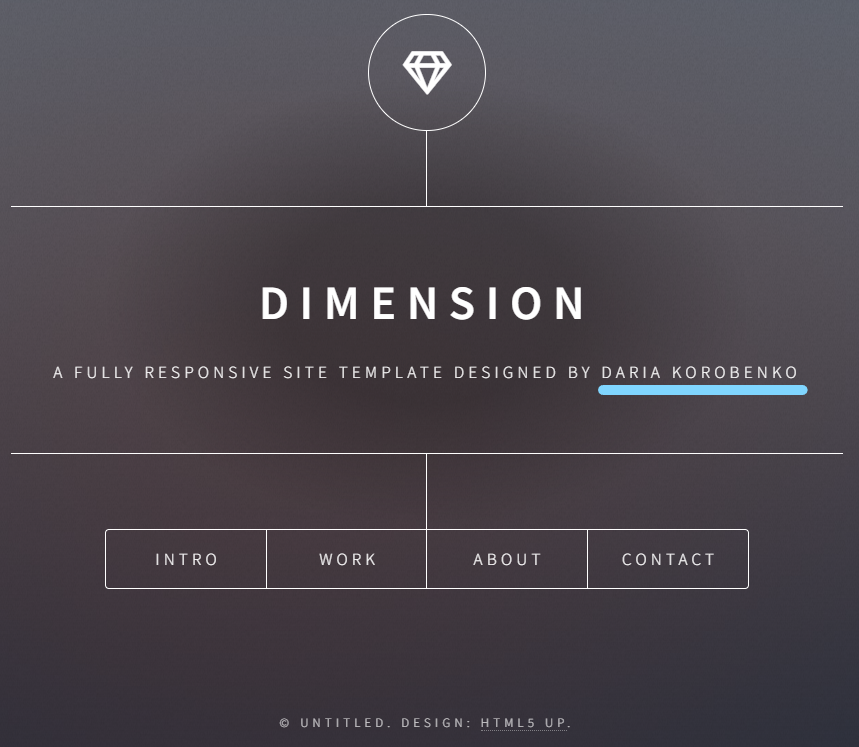 DIMENSION
A FULLY RESPONSIVE SITE TEMPLATE DESIGNED BY DARIA KOROBENKO
INTRO WORK ABOUT CONTACT
© UNTITLED. DESIGN: HTML5 UP.